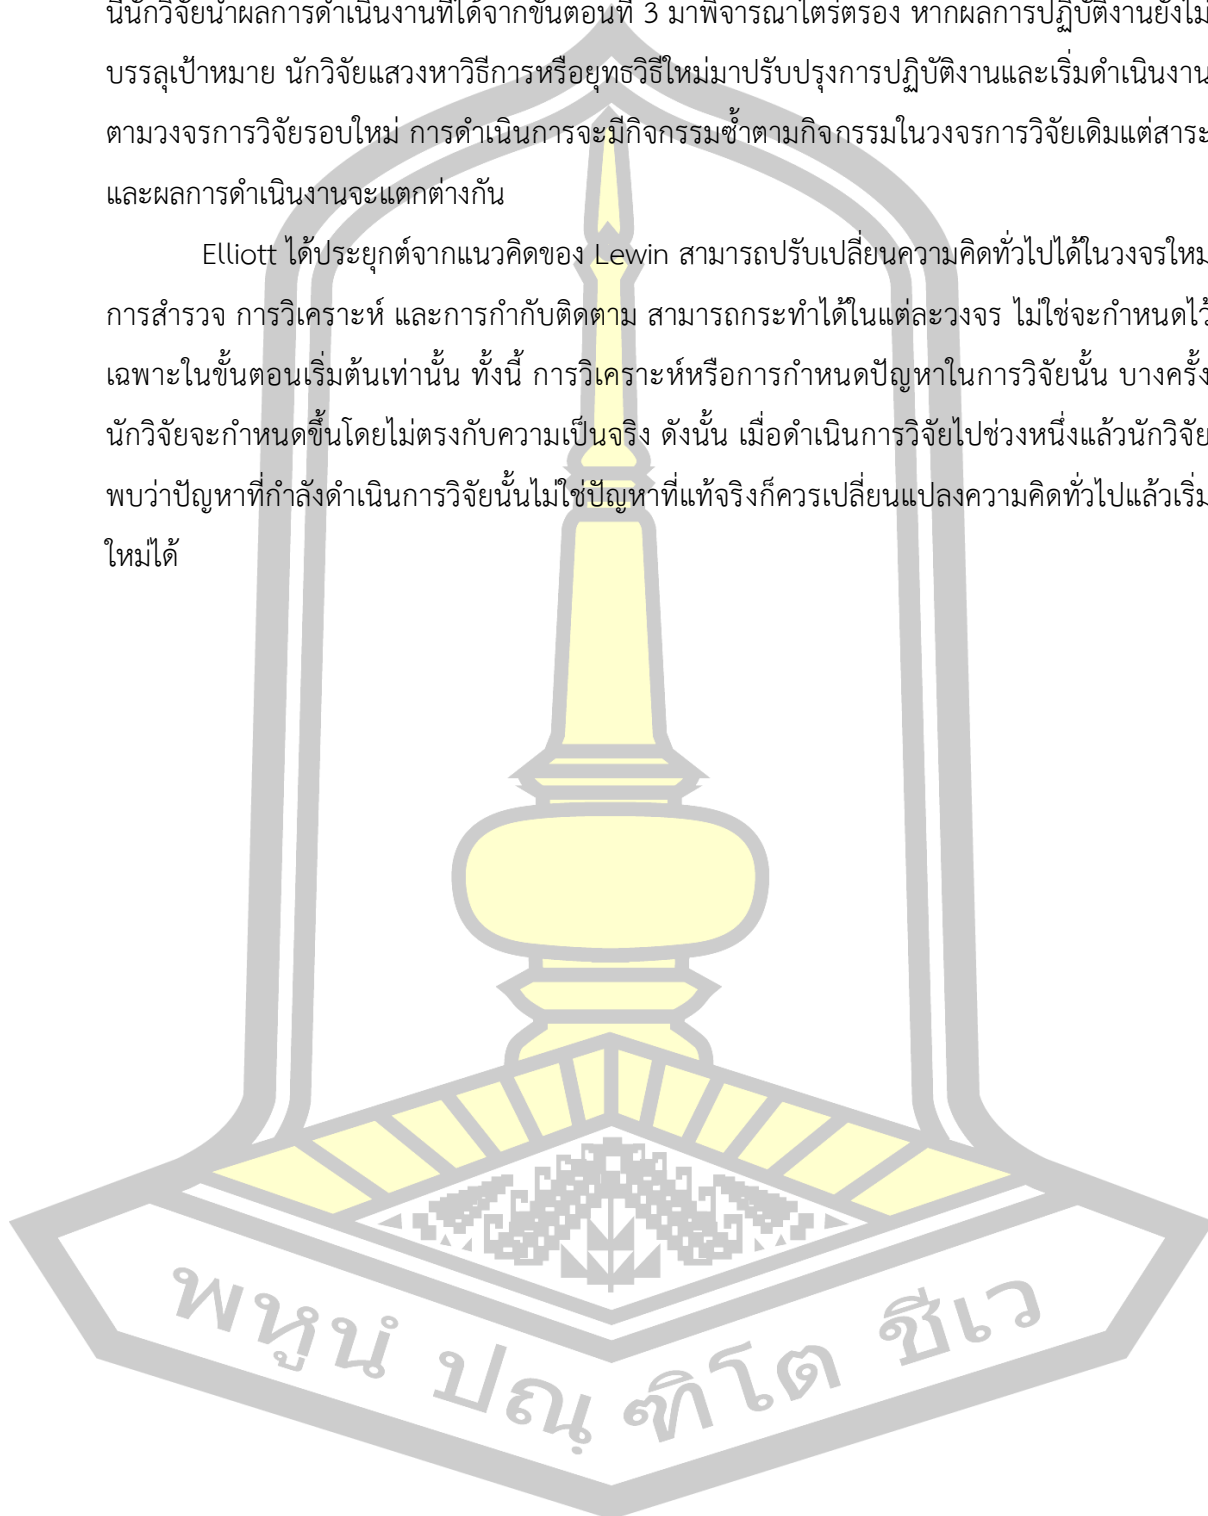 นี้นักวิจัยนำผลการดำเนินงานที่ได้จากขั้นตอนที่ 3 มาพิจารณาไตร่ตรอง หากผลการปฏิบัติงานยังไม่
บรรลุเป้าหมาย นักวิจัยแสวงหาวิธีการหรือยุทธวิธีใหม่มาปรับปรุงการปฏิบัติงานและเริ่มดำเนินงาน
ตามวงจรการวิจัยรอบใหม่ การดำเนินการจะมีกิจกรรมซ้ำตามกิจกรรมในวงจรการวิจัยเดิมแต่สาระ
และผลการดำเนินงานจะแตกต่างกัน
Elliott ได้ประยุกต์จากแนวคิดของ Lewin สามารถปรับเปลี่ยนความคิดทั่วไปได้ในวงจรใหม่
การสำรวจ การวิเคราะห์ และการกำกับติดตาม สามารถกระทำได้ในแต่ละวงจร ไม่ใช่จะกำหนดไว้
เฉพาะในขั้นตอนเริ่มต้นเท่านั้น ทั้งนี้ การวิเคราะห์หรือการกำหนดปัญหาในการวิจัยนั้น บางครั้ง
นักวิจัยจะกำหนดขึ้นโดยไม่ตรงกับความเป็นจริง ดังนั้น เมื่อดำเนินการวิจัยไปช่วงหนึ่งแล้วนักวิจัย
พบว่าปัญหาที่กำลังดำเนินการวิจัยนั้นไม่ใช่ปัญหาที่แท้จริงก็ควรเปลี่ยนแปลงความคิดทั่วไปแล้วเริ่ม
ใหม่ได้
พหูนํ ปณฺฑิโต ชีเว